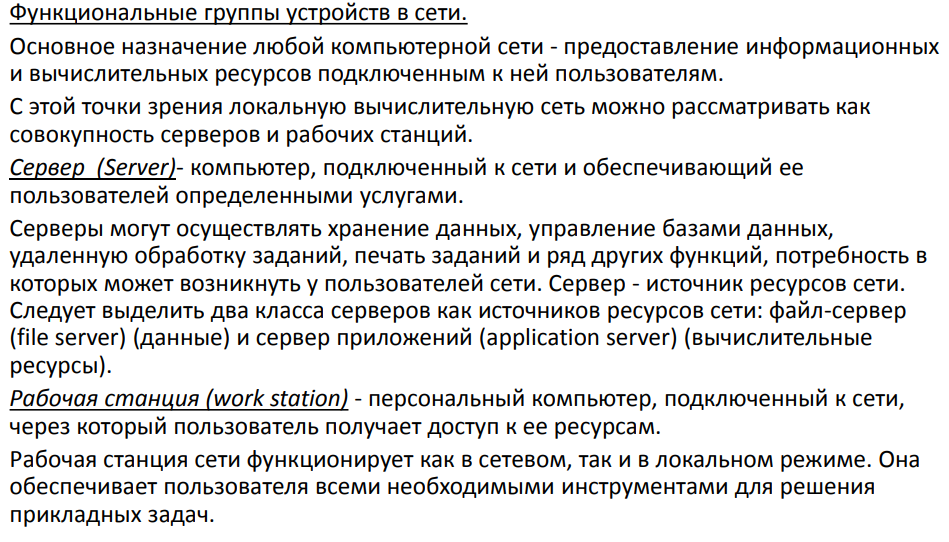 Функциональные группы устройств в сети.
Основное назначение любой компьютерной сети - предоставление информационных
и вычислительных ресурсов подключенным к ней пользователям.
С этой точки зрения локальную вычислительную сеть можно рассматривать как
совокупность серверов и рабочих станций.
Сервер (Server)- компьютер, подключенный к сети и обеспечивающий ее
пользователей определенными услугами.
Серверы могут осуществлять хранение данных, управление базами данных,
удаленную обработку заданий, печать заданий и ряд других функций, потребность в
которых может возникнуть у пользователей сети. Сервер - источник ресурсов сети.
Следует выделить два класса серверов как источников ресурсов сети: файл-сервер
(file server) (данные) и сервер приложений (application server) (вычислительные
ресурсы).
Рабочая станция (work station) - персональный компьютер, подключенный к сети,
через который пользователь получает доступ к ее ресурсам.
Рабочая станция сети функционирует как в сетевом, так и в локальном режиме. Она
обеспечивает пользователя всеми необходимыми инструментами для решения
прикладных задач.